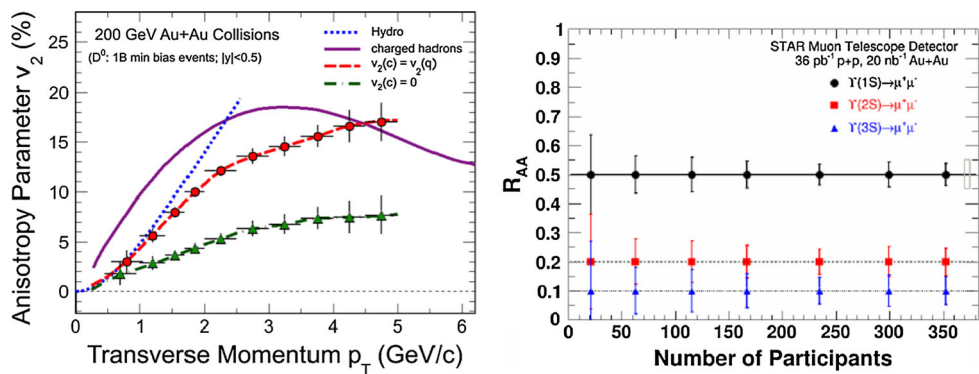 200 GeV Au+Au Collisions
(D⁰: 1B min bias events; |y|<0.5)
Hydro
charged hadrons
v₂(c) = v₂(q)
v₂(c) = 0
Anisotropy Parameter v₂ (%)
25
20
15
10
5
0
0 1 2 3 4 5 6
Transverse Momentum p_T (GeV/c)
STAR Muon Telescope Detector
36 pb⁻¹ p+p, 20 nb⁻¹ Au+Au
ϒ(1S)→μ⁺μ⁻
ϒ(2S)→μ⁺μ⁻
ϒ(3S)→μ⁺μ⁻
R_AA
1
0.9
0.8
0.7
0.6
0.5
0.4
0.3
0.2
0.1
0
0 50 100 150 200 250 300 350
Number of Participants